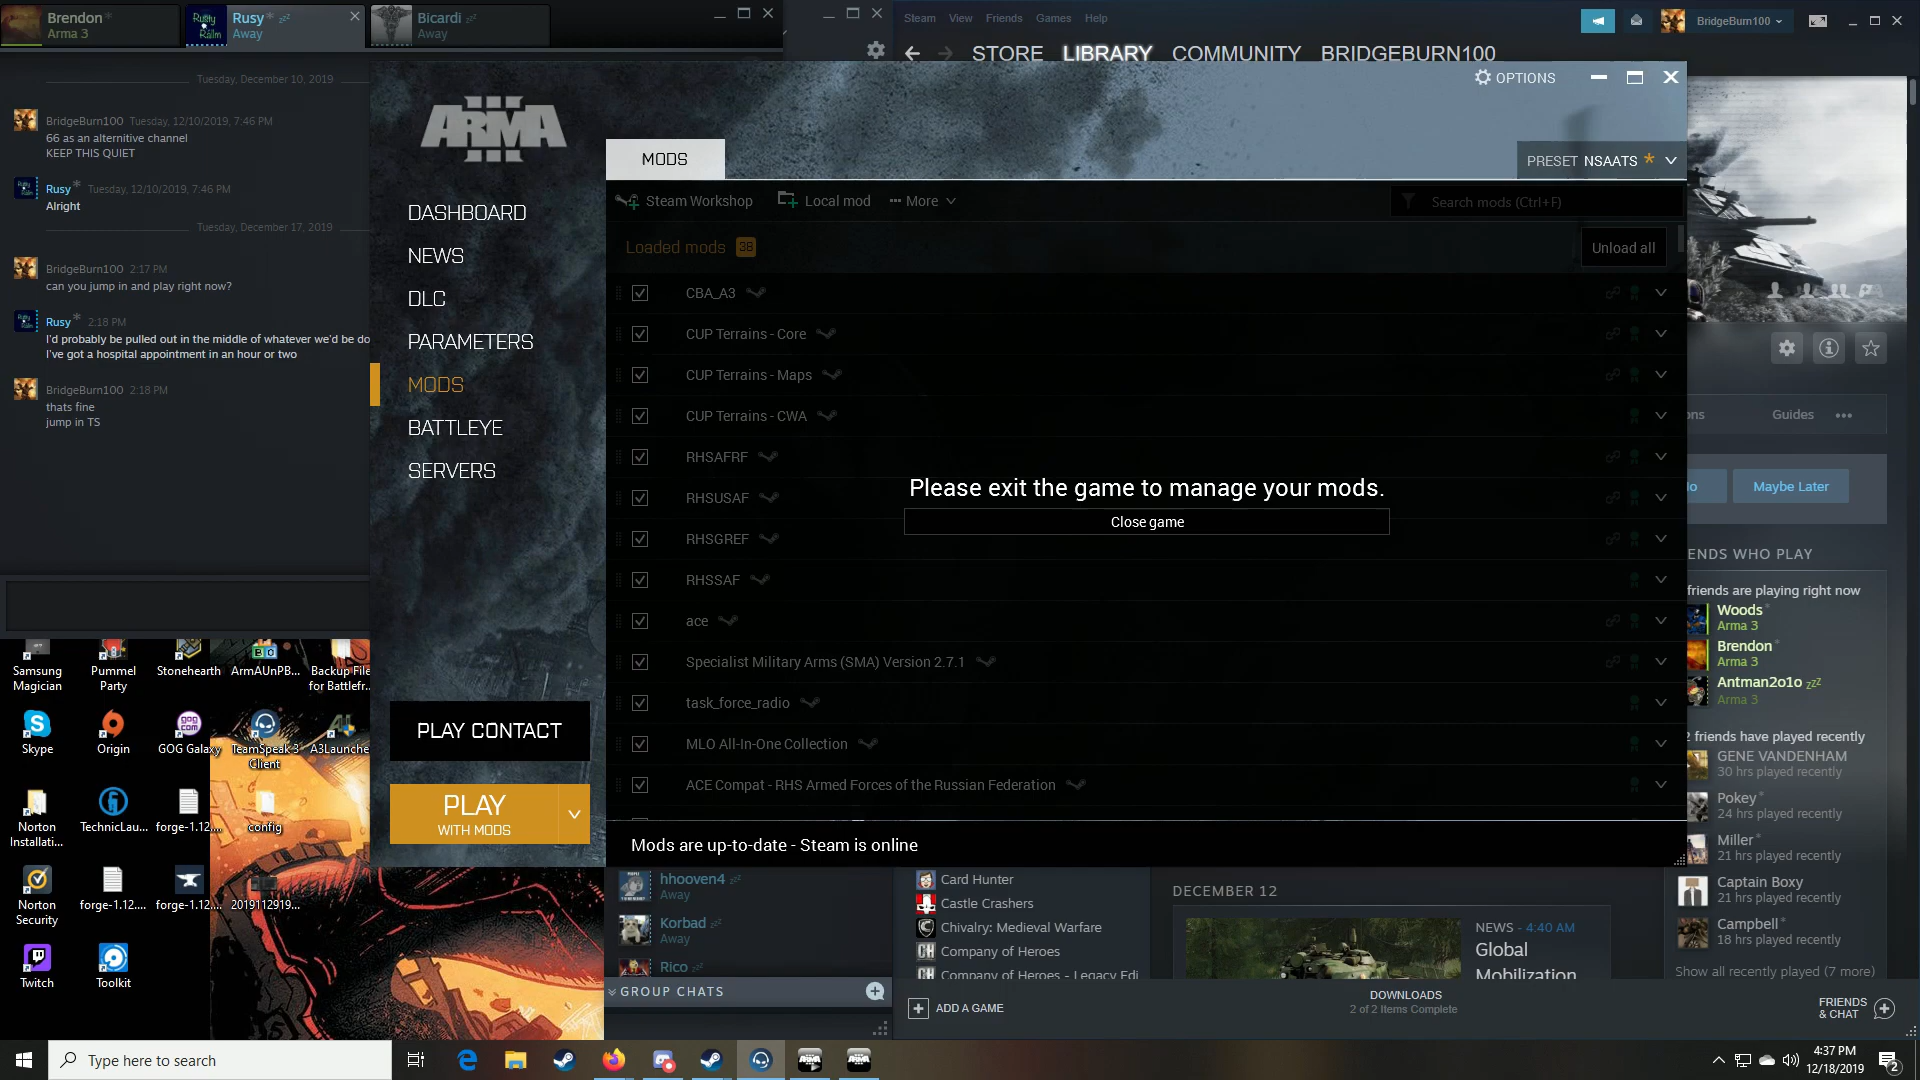 Brendon*
Arma 3
Rusy*
Away
Bicardi
Away
Steam View Friends Games Help
BridgeBurn100
STORE LIBRARY COMMUNITY BRIDGEBURN100
Tuesday, December 10, 2019
BridgeBurn100 Tuesday, 12/10/2019, 7:46 PM
66 as an alternitive channel
KEEP THIS QUIET
Rusy* Tuesday, 12/10/2019, 7:46 PM
Alright
Tuesday, December 17, 2019
BridgeBurn100 2:17 PM
can you jump in and play right now?
Rusy* 2:18 PM
I'd probably be pulled out in the middle of whatever we'd be do
I've got a hospital appointment in an hour or two
BridgeBurn100 2:18 PM
thats fine
jump in TS
ARMA III
OPTIONS
MODS
PRESET NSAATS *
DASHBOARD
NEWS
DLC
PARAMETERS
MODS
BATTLEYE
SERVERS
PLAY CONTACT
PLAY
WITH MODS
Steam Workshop
Local mod
More
Search mods (Ctrl+F)
Loaded mods 38
Unload all
CBA_A3
CUP Terrains - Core
CUP Terrains - Maps
CUP Terrains - CWA
RHSAFRF
RHSUSAF
RHSGREF
RHSSAF
ace
Specialist Military Arms (SMA) Version 2.7.1
task_force_radio
MLO All-In-One Collection
ACE Compat - RHS Armed Forces of the Russian Federation
Please exit the game to manage your mods.
Close game
Mods are up-to-date - Steam is online
ons
Guides
lo
Maybe Later
ENDS WHO PLAY
friends are playing right now
Woods*
Arma 3
Brendon*
Arma 3
Antman2o1o zzz
Arma 3
2 friends have played recently
GENE VANDENHAM
30 hrs played recently
Pokey*
24 hrs played recently
Miller*
21 hrs played recently
Captain Boxy
21 hrs played recently
Campbell*
18 hrs played recently
Show all recently played (7 more)
Samsung
Magician
Pummel
Party
Stonehearth
ArmAUnPB...
Backup File
for Battlefr...
Skype
Origin
GOG Galaxy
TeamSpeak 3
Client
A3Launche
Norton
Installati...
TechnicLau...
forge-1.12....
config
Norton
Security
forge-1.12....
forge-1.12....
2019112919...
Twitch
Toolkit
hhooven4
Away
Korbad
Away
Rico
GROUP CHATS
Card Hunter
Castle Crashers
Chivalry: Medieval Warfare
Company of Heroes
Company of Heroes - Legacy Edi
ADD A GAME
DECEMBER 12
NEWS - 4:40 AM
Global
Mobilization
DOWNLOADS
2 of 2 Items Complete
FRIENDS
& CHAT
Type here to search
4:37 PM
12/18/2019
2